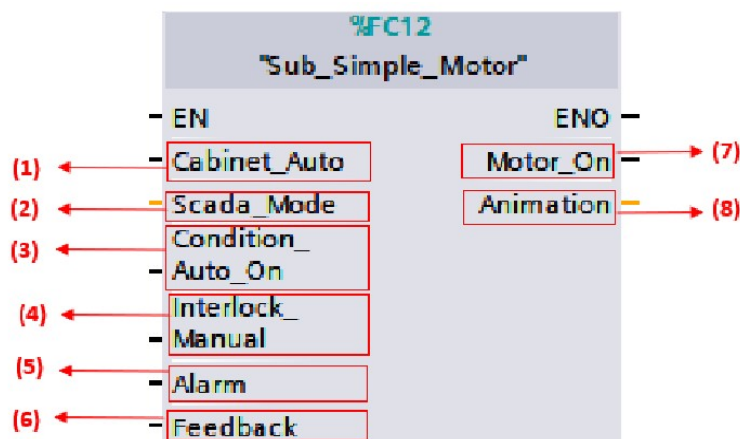 %FC12
"Sub_Simple_Motor"
EN ENO
(1) Cabinet_Auto Motor_On (7)
(2) Scada_Mode Animation (8)
(3) Condition_
Auto_On
(4) Interlock_
Manual
(5) Alarm
(6) Feedback